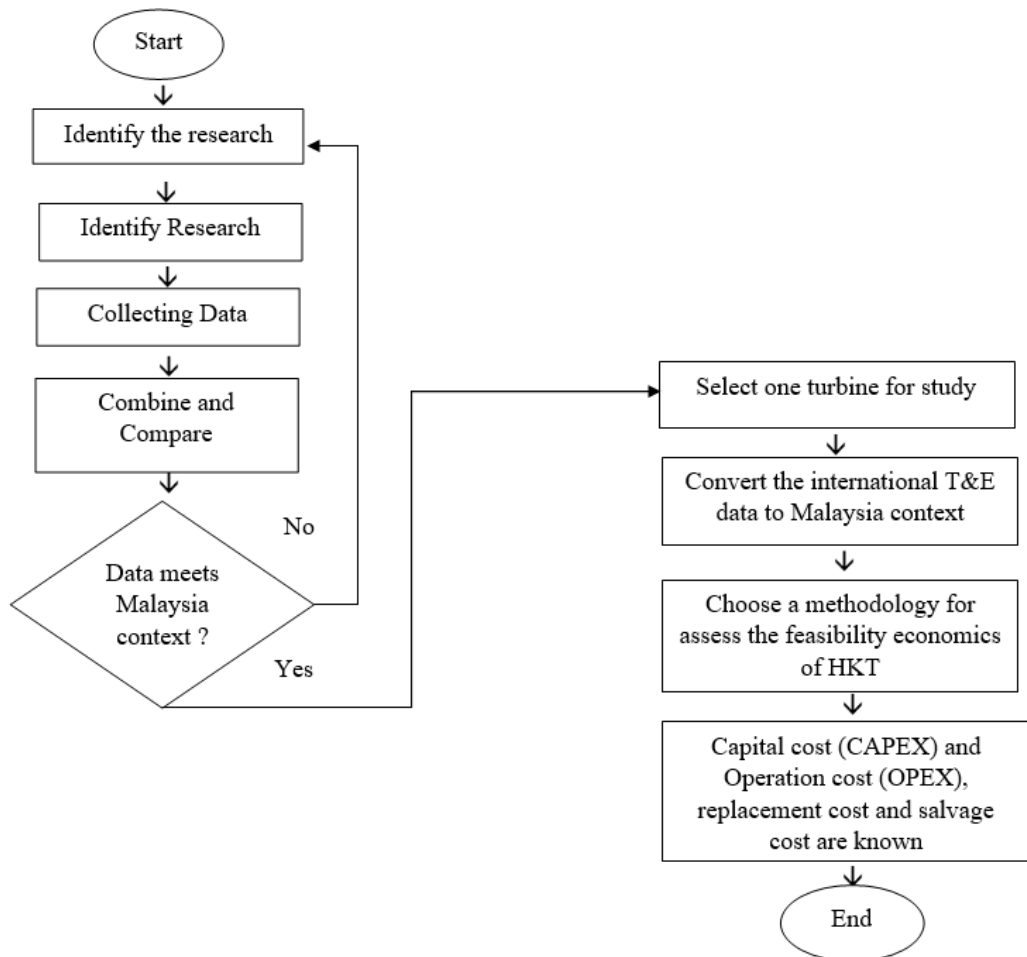 Start
Identify the research
Identify Research
Collecting Data
Combine and
Compare
No
Data meets
Malaysia
context ?
Yes
Select one turbine for study
Convert the international T&E
data to Malaysia context
Choose a methodology for
assess the feasibility economics
of HKT
Capital cost (CAPEX) and
Operation cost (OPEX),
replacement cost and salvage
cost are known
End